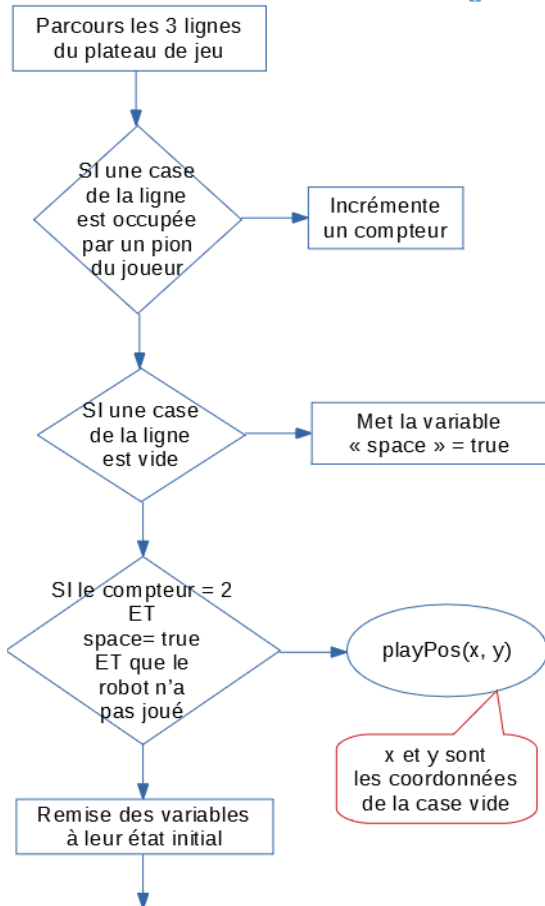 Parcours les 3 lignes
du plateau de jeu
SI une case
de la ligne
est occupée
par un pion
du joueur
Incrémente
un compteur
SI une case
de la ligne
est vide
Met la variable
« space » = true
SI le compteur = 2
ET
space= true
ET que le
robot n'a
pas joué
playPos(x, y)
x et y sont
les coordonnées
de la case vide
Remise des variables
à leur état initial